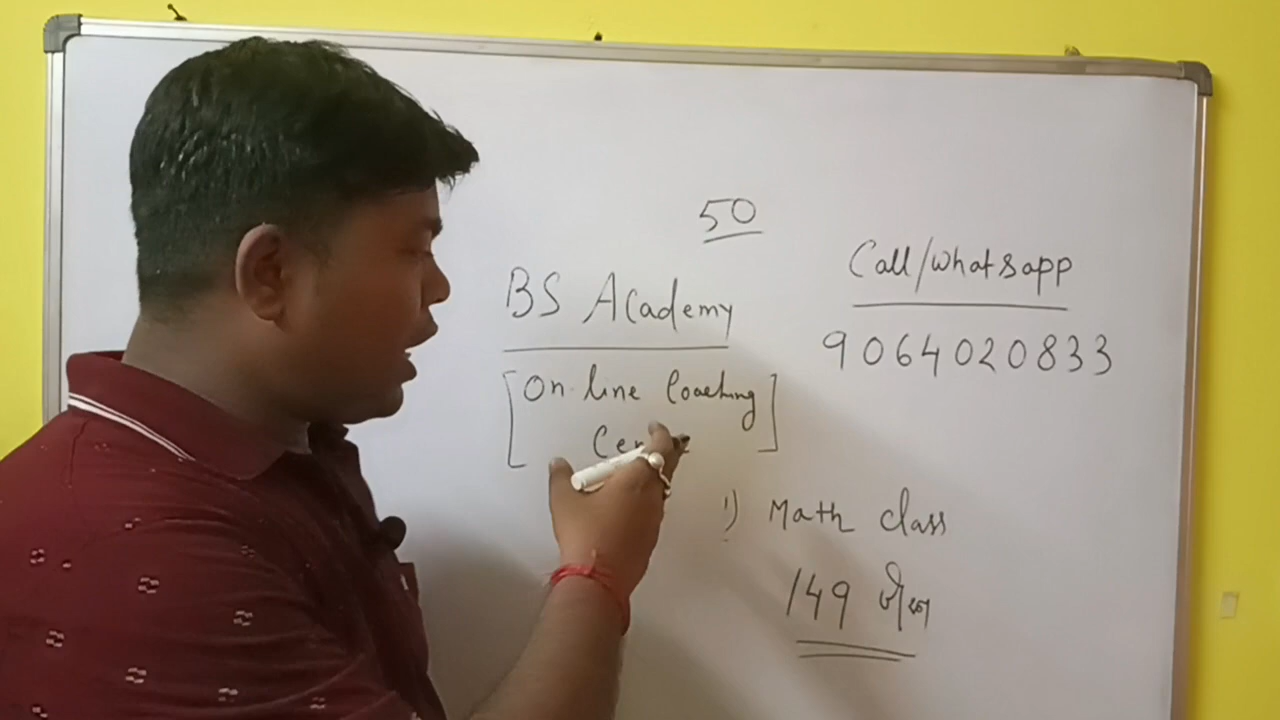 50
BS Academy
Call/whatsapp
9064020833
[On-line Coaching
]
1) Math class
149